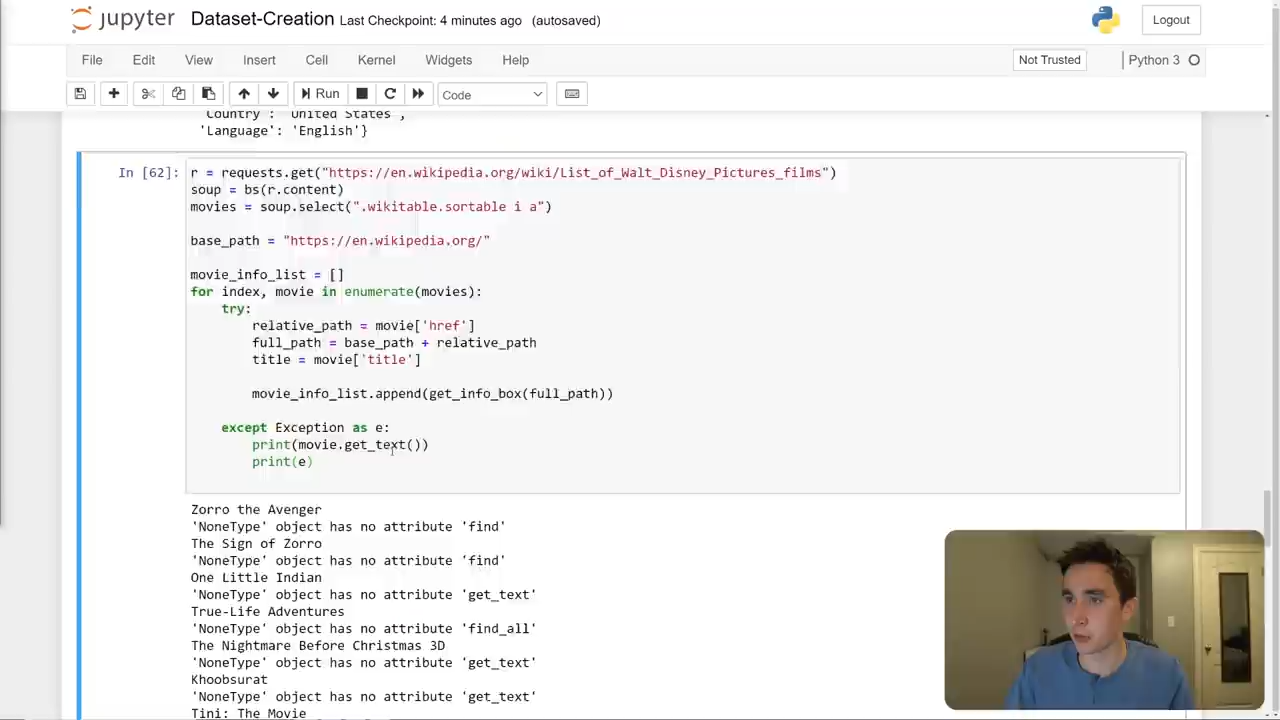 jupyter Dataset-Creation Last Checkpoint: 4 minutes ago (autosaved) Logout
File Edit View Insert Cell Kernel Widgets Help Not Trusted Python 3
Run Code
'Country': 'United States',
'Language': 'English'}
In [62]: r = requests.get("https://en.wikipedia.org/wiki/List_of_Walt_Disney_Pictures_films")
soup = bs(r.content)
movies = soup.select(".wikitable.sortable i a")
base_path = "https://en.wikipedia.org/"
movie_info_list = []
for index, movie in enumerate(movies):
try:
relative_path = movie['href']
full_path = base_path + relative_path
title = movie['title']
movie_info_list.append(get_info_box(full_path))
except Exception as e:
print(movie.get_text())
print(e)
Zorro the Avenger
'NoneType' object has no attribute 'find'
The Sign of Zorro
'NoneType' object has no attribute 'find'
One Little Indian
'NoneType' object has no attribute 'get_text'
True-Life Adventures
'NoneType' object has no attribute 'find_all'
The Nightmare Before Christmas 3D
'NoneType' object has no attribute 'get_text'
Khoobsurat
'NoneType' object has no attribute 'get_text'
Tini: The Movie